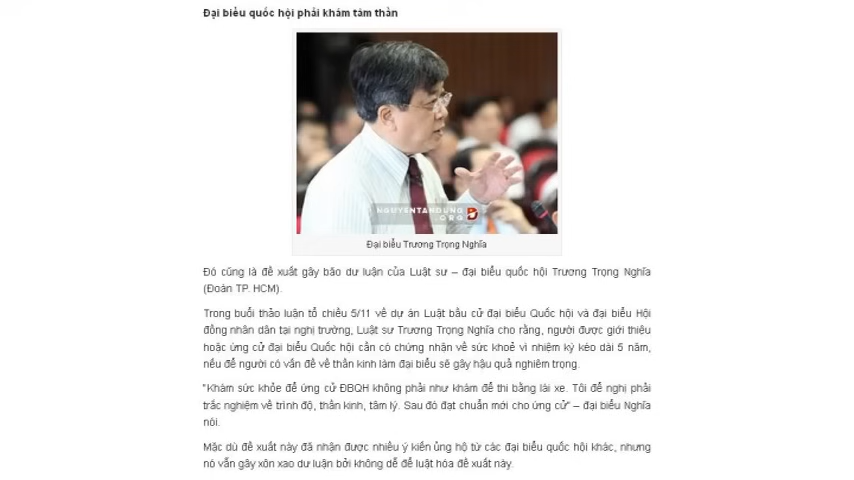 Đại biểu quốc hội phải khám tâm thần
NGUYENTANDUNG
.ORG
Đại biểu Trương Trọng Nghĩa
Đó cũng là đề xuất gây bão dư luận của Luật sư – đại biểu quốc hội Trương Trọng Nghĩa
(Đoàn TP. HCM).
Trong buổi thảo luận tổ chiều 5/11 về dự án Luật bầu cử đại biểu Quốc hội và đại biểu Hội
đồng nhân dân tại nghị trường, Luật sư Trương Trọng Nghĩa cho rằng, người được giới thiệu
hoặc ứng cử đại biểu Quốc hội cần có chứng nhận về sức khoẻ vì nhiệm kỳ kéo dài 5 năm,
nếu để người có vấn đề về thần kinh làm đại biểu sẽ gây hậu quả nghiêm trọng.
"Khám sức khỏe để ứng cử ĐBQH không phải như khám để thi bằng lái xe. Tôi đề nghị phải
trắc nghiệm về trình độ, thần kinh, tâm lý. Sau đó đạt chuẩn mới cho ứng cử" – đại biểu Nghĩa
nói.
Mặc dù đề xuất này đã nhận được nhiều ý kiến ủng hộ từ các đại biểu quốc hội khác, nhưng
nó vẫn gây xôn xao dư luận bởi không dễ để luật hóa đề xuất này.